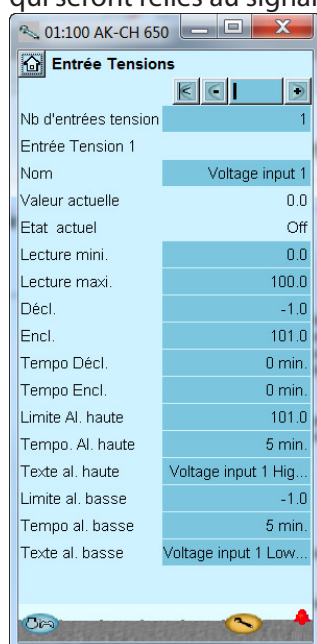 qui seront reliés au signal
01:100 AK-CH 650
Entrée Tensions
Nb d'entrées tension 1
Entrée Tension 1
Nom Voltage input 1
Valeur actuelle 0.0
Etat actuel Off
Lecture mini. 0.0
Lecture maxi. 100.0
Décl. -1.0
Encl. 101.0
Tempo Décl. 0 min.
Tempo Encl. 0 min.
Limite Al. haute 101.0
Tempo. Al. haute 5 min.
Texte al. haute Voltage input 1 Hig...
Limite al. basse -1.0
Tempo al. basse 5 min.
Texte al. basse Voltage input 1 Low...